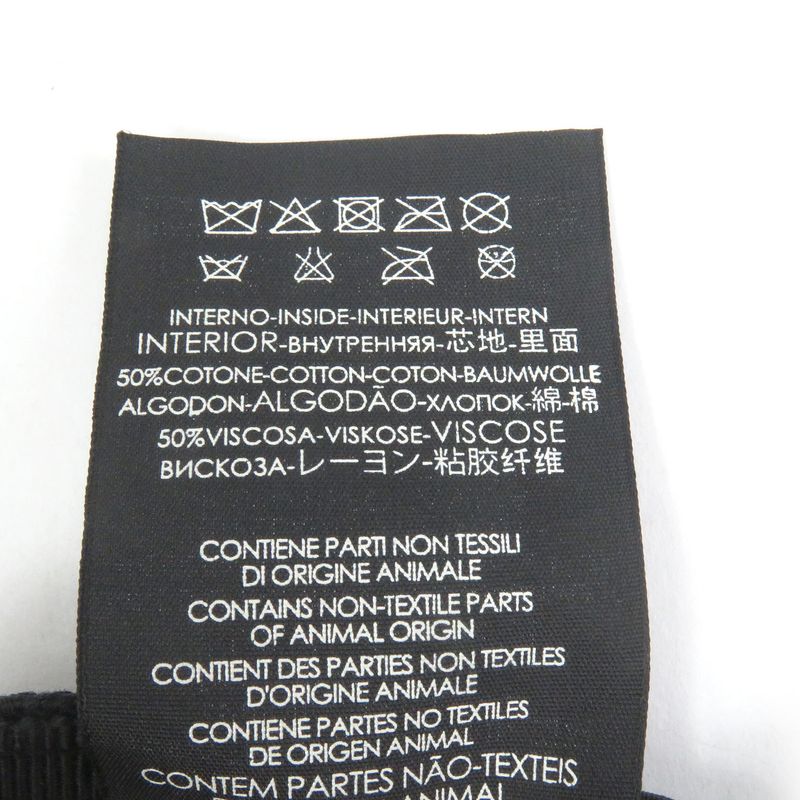 INTERNO-INSIDE-INTERIEUR-INTERN
INTERIOR-ВНУТРЕННЯЯ-芯地-里面
50%COTONE-COTTON-COTON-BAUMWOLLE
ALGODON-ALGODÃO-ХЛОПОК-綿-棉
50%VISCOSA-VISKOSE-VISCOSE
ВИСКОЗА-レーヨン-粘胶纤维
CONTIENE PARTI NON TESSILI
DI ORIGINE ANIMALE
CONTAINS NON-TEXTILE PARTS
OF ANIMAL ORIGIN
CONTIENT DES PARTIES NON TEXTILES
D'ORIGINE ANIMALE
CONTIENE PARTES NO TEXTILES
DE ORIGEN ANIMAL
CONTEM PARTES NÃO-TEXTEIS
ANIMAL